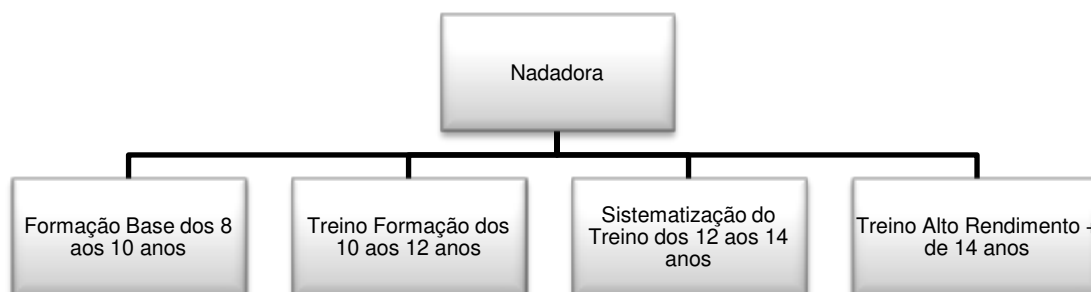 Nadadora
Formação Base dos 8
aos 10 anos
Treino Formação dos
10 aos 12 anos
Sistematização do
Treino dos 12 aos 14
anos
Treino Alto Rendimento -
de 14 anos